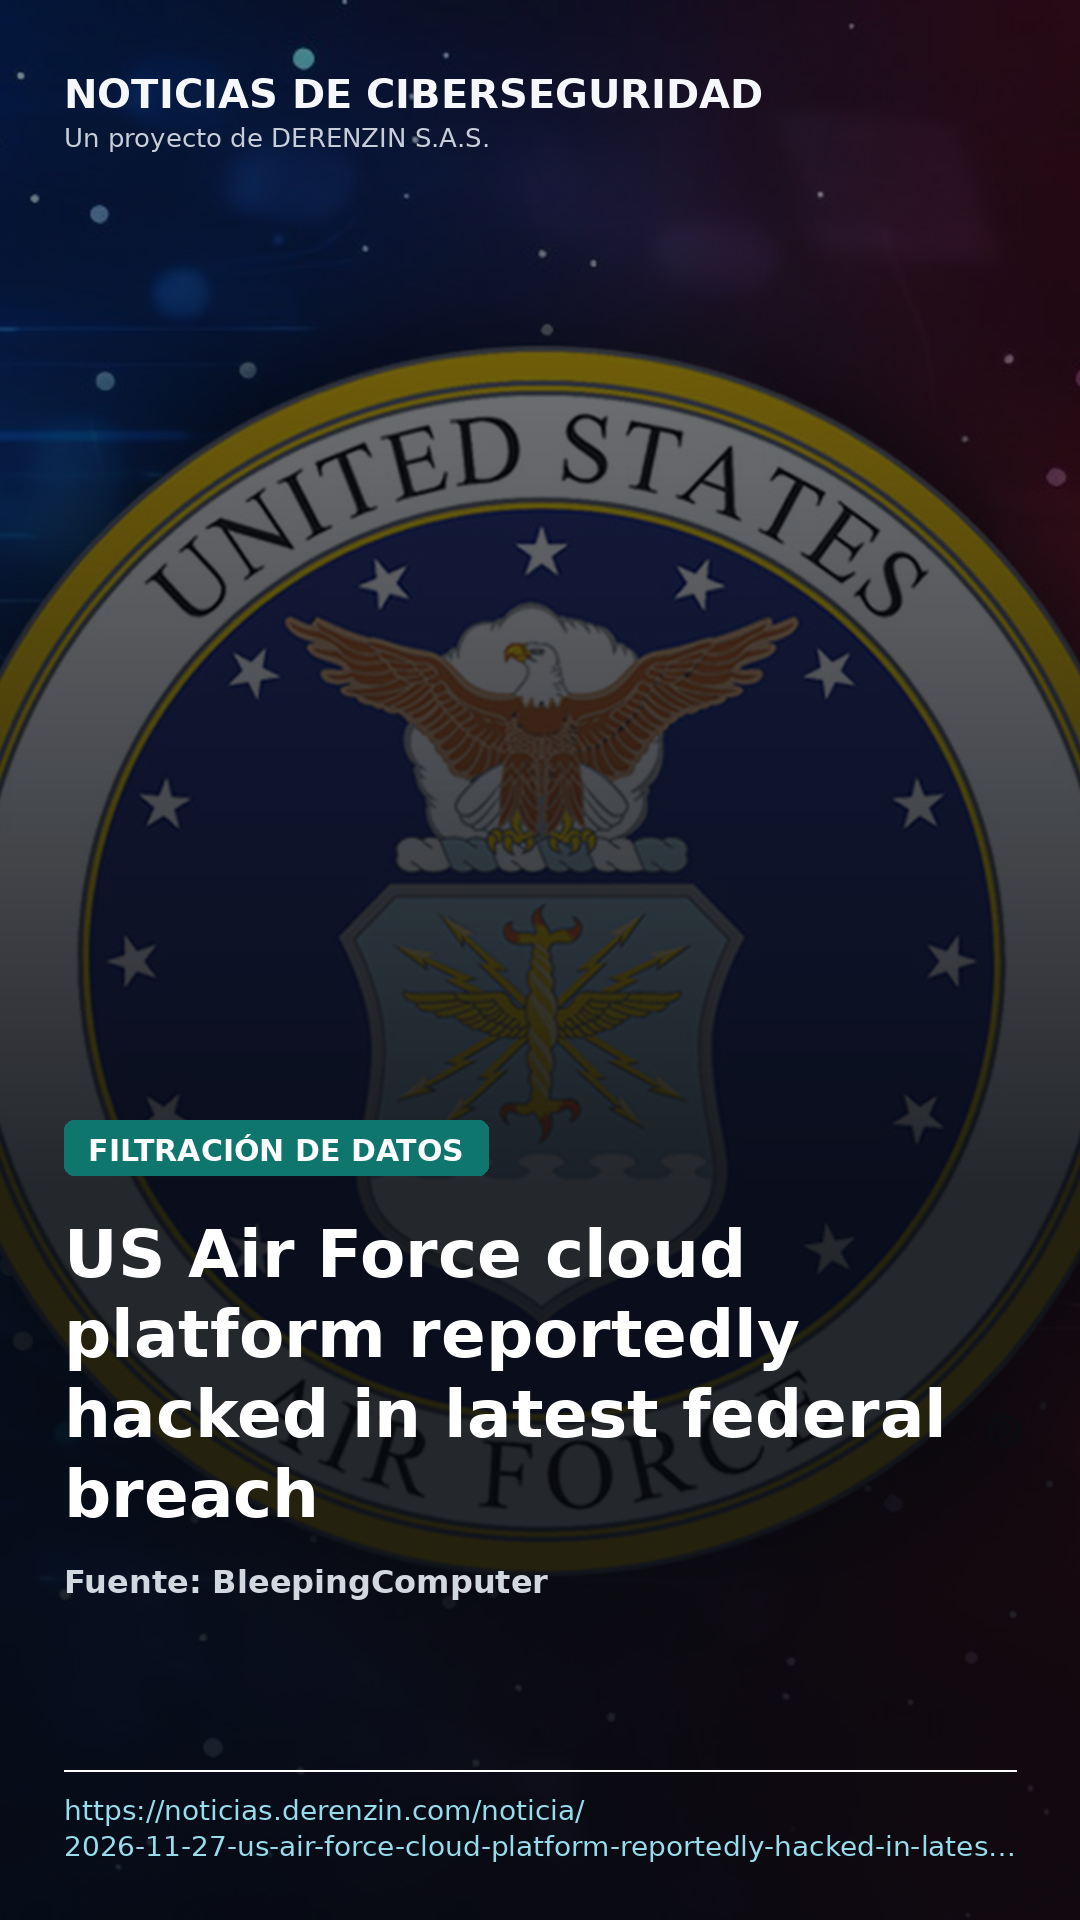 NOTICIAS DE CIBERSEGURIDAD
Un proyecto de DERENZIN S.A.S.
UNITED STATES
FILTRACIÓN DE DATOS
US Air Force cloud
platform reportedly
hacked in latest federal
breach
AIR FORCE
Fuente: BleepingComputer
https://noticias.derenzin.com/noticia/
2026-11-27-us-air-force-cloud-platform-reportedly-hacked-in-lates...